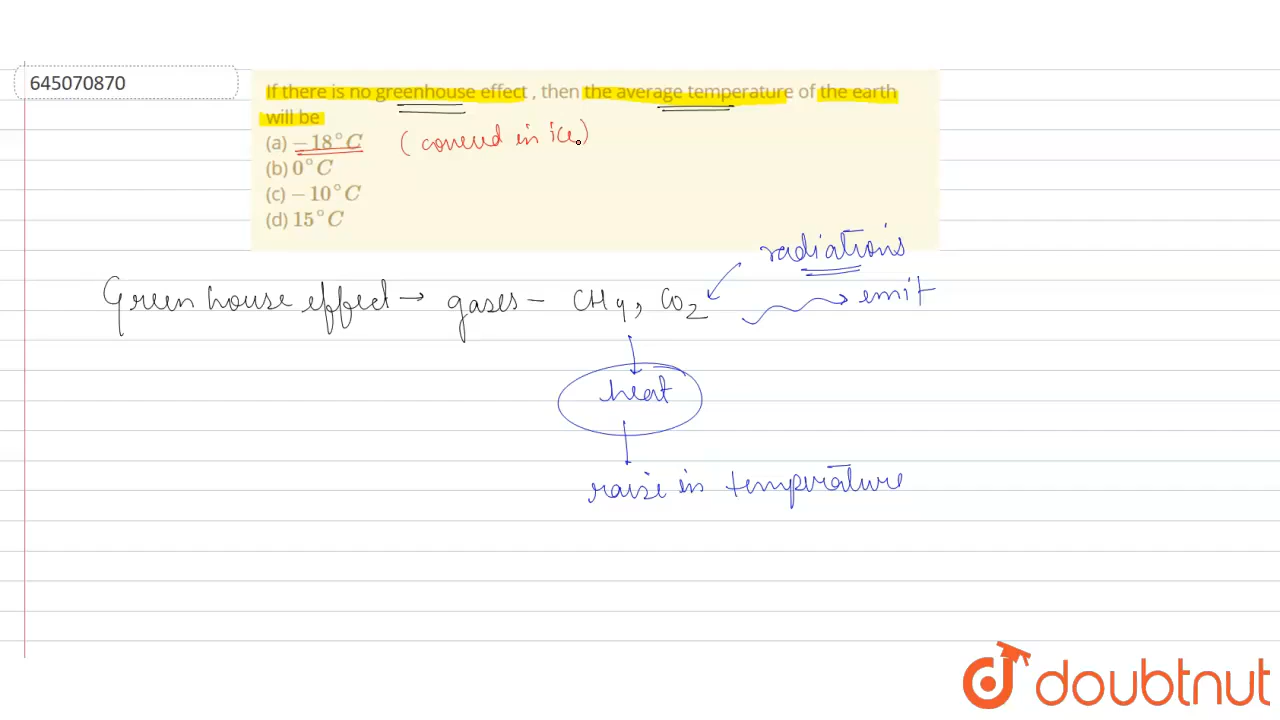 645070870
If there is no greenhouse effect , then the average temperature of the earth
will be
(a) −18°C (covered in ice)
(b) 0°C
(c) −10°C
(d) 15°C
radiations
Green house effect → gases – CH4, CO2 emit
heat
raise in temperature
doubtnut